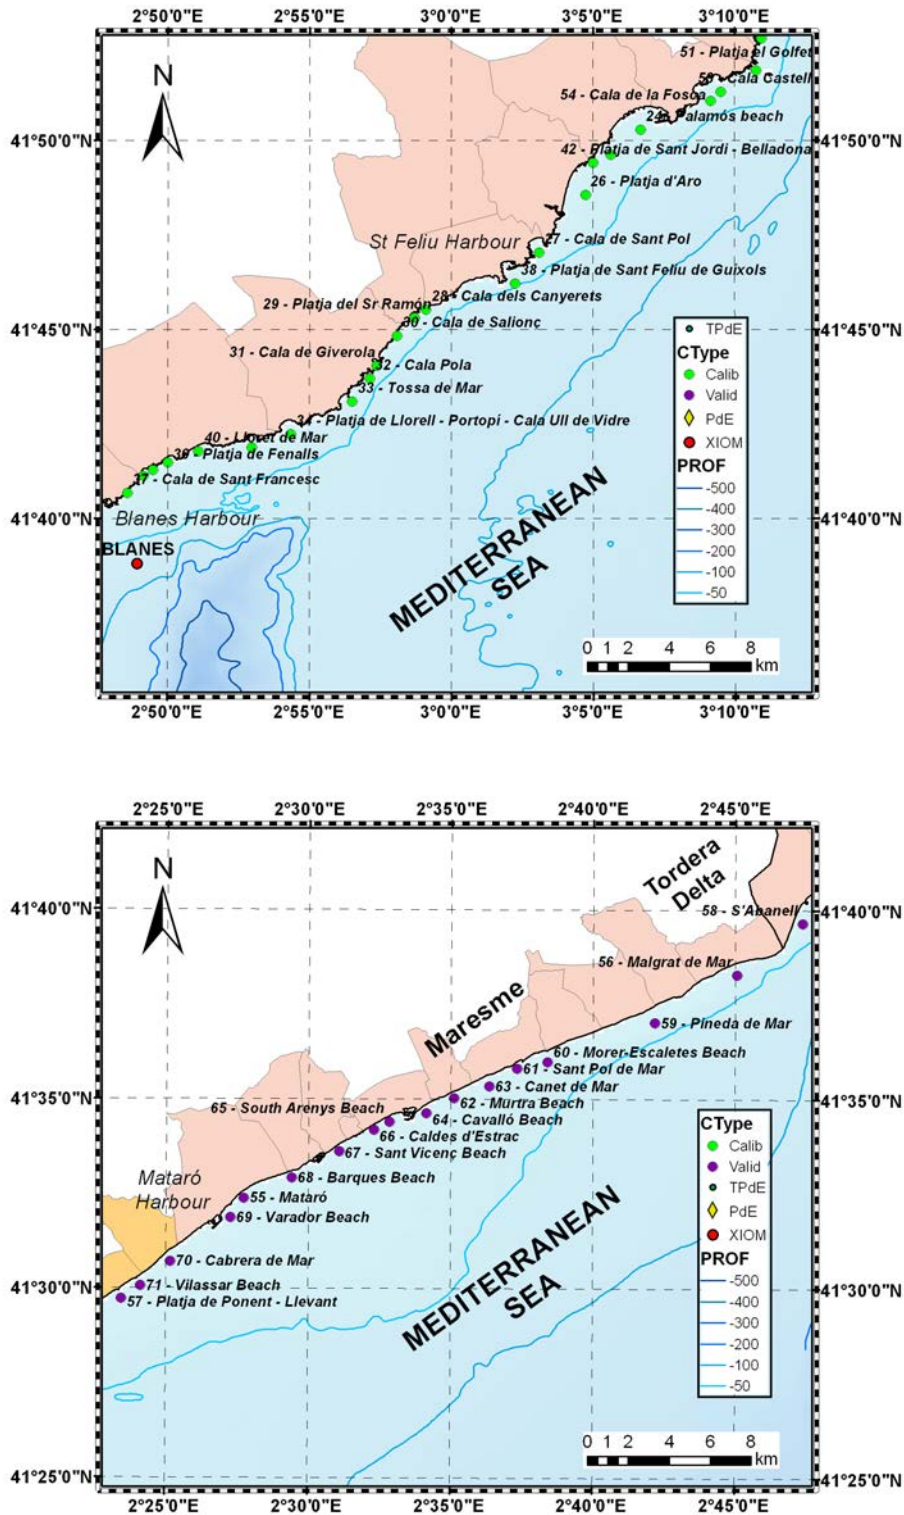 2°50'0"E 2°55'0"E 3°0'0"E 3°5'0"E 3°10'0"E
51 - Platja el Golfet
Cala Castell
N
54 - Cala de la Fosca
Palamós beach
41°50'0"N 41°50'0"N
42 - Platja de Sant Jordi - Belladona
26 - Platja d'Aro
St Feliu Harbour
27 - Cala de Sant Pol
38 - Platja de Sant Feliu de Guixols
28 - Cala dels Canyerets
29 - Platja del Sr Ramón
30 - Cala de Salionç
41°45'0"N 41°45'0"N
31 - Cala de Giverola
32 - Cala Pola
33 - Tossa de Mar
34 - Platja de Llorell - Portopí - Cala Ull de Vidre
40 - Lloret de Mar
36 - Platja de Fenalls
37 - Cala de Sant Francesc
Blanes Harbour
41°40'0"N 41°40'0"N
BLANES
MEDITERRANEAN
SEA
TPdE
CType
Calib
Valid
PdE
XIOM
PROF
-500
-400
-300
-200
-100
-50
0 1 2 4 6 8
km
2°50'0"E 2°55'0"E 3°0'0"E 3°5'0"E 3°10'0"E
2°25'0"E 2°30'0"E 2°35'0"E 2°40'0"E 2°45'0"E
N
Tordera
Delta
41°40'0"N 41°40'0"N
58 - S'Abanell
56 - Malgrat de Mar
Maresme
59 - Pineda de Mar
60 - Morer-Escaletes Beach
61 - Sant Pol de Mar
63 - Canet de Mar
41°35'0"N 41°35'0"N
62 - Murtra Beach
65 - South Arenys Beach
64 - Cavalló Beach
66 - Caldes d'Estrac
67 - Sant Vicenç Beach
Mataró
Harbour
68 - Barques Beach
55 - Mataró
69 - Varador Beach
70 - Cabrera de Mar
41°30'0"N 41°30'0"N
71 - Vilassar Beach
57 - Platja de Ponent - Llevant
MEDITERRANEAN
SEA
CType
Calib
Valid
TPdE
PdE
XIOM
PROF
-500
-400
-300
-200
-100
-50
0 1 2 4 6 8
km
41°25'0"N 41°25'0"N
2°25'0"E 2°30'0"E 2°35'0"E 2°40'0"E 2°45'0"E